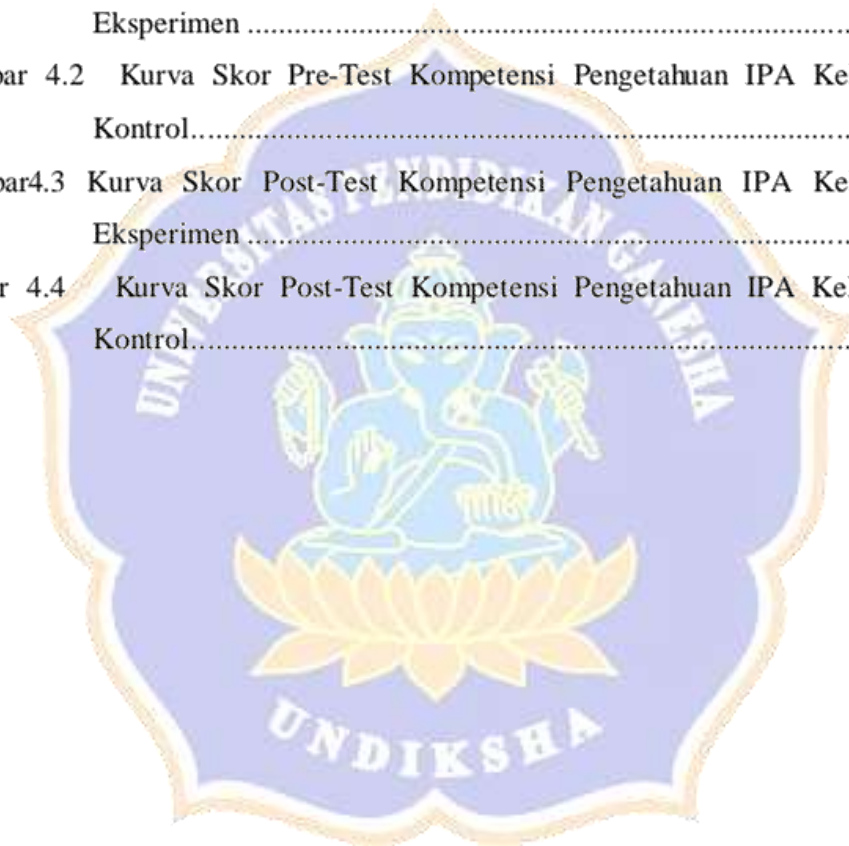 Eksperimen ........................................................................................
bar 4.2 Kurva Skor Pre-Test Kompetensi Pengetahuan IPA Ke
Kontrol...............................................................................................
bar4.3 Kurva Skor Post-Test Kompetensi Pengetahuan IPA Ke
Eksperimen ........................................................................................
r 4.4 Kurva Skor Post-Test Kompetensi Pengetahuan IPA Kel
Kontrol...............................................................................................
UNIVERSITAS PENDIDIKAN GANESHA
UNDIKSHA